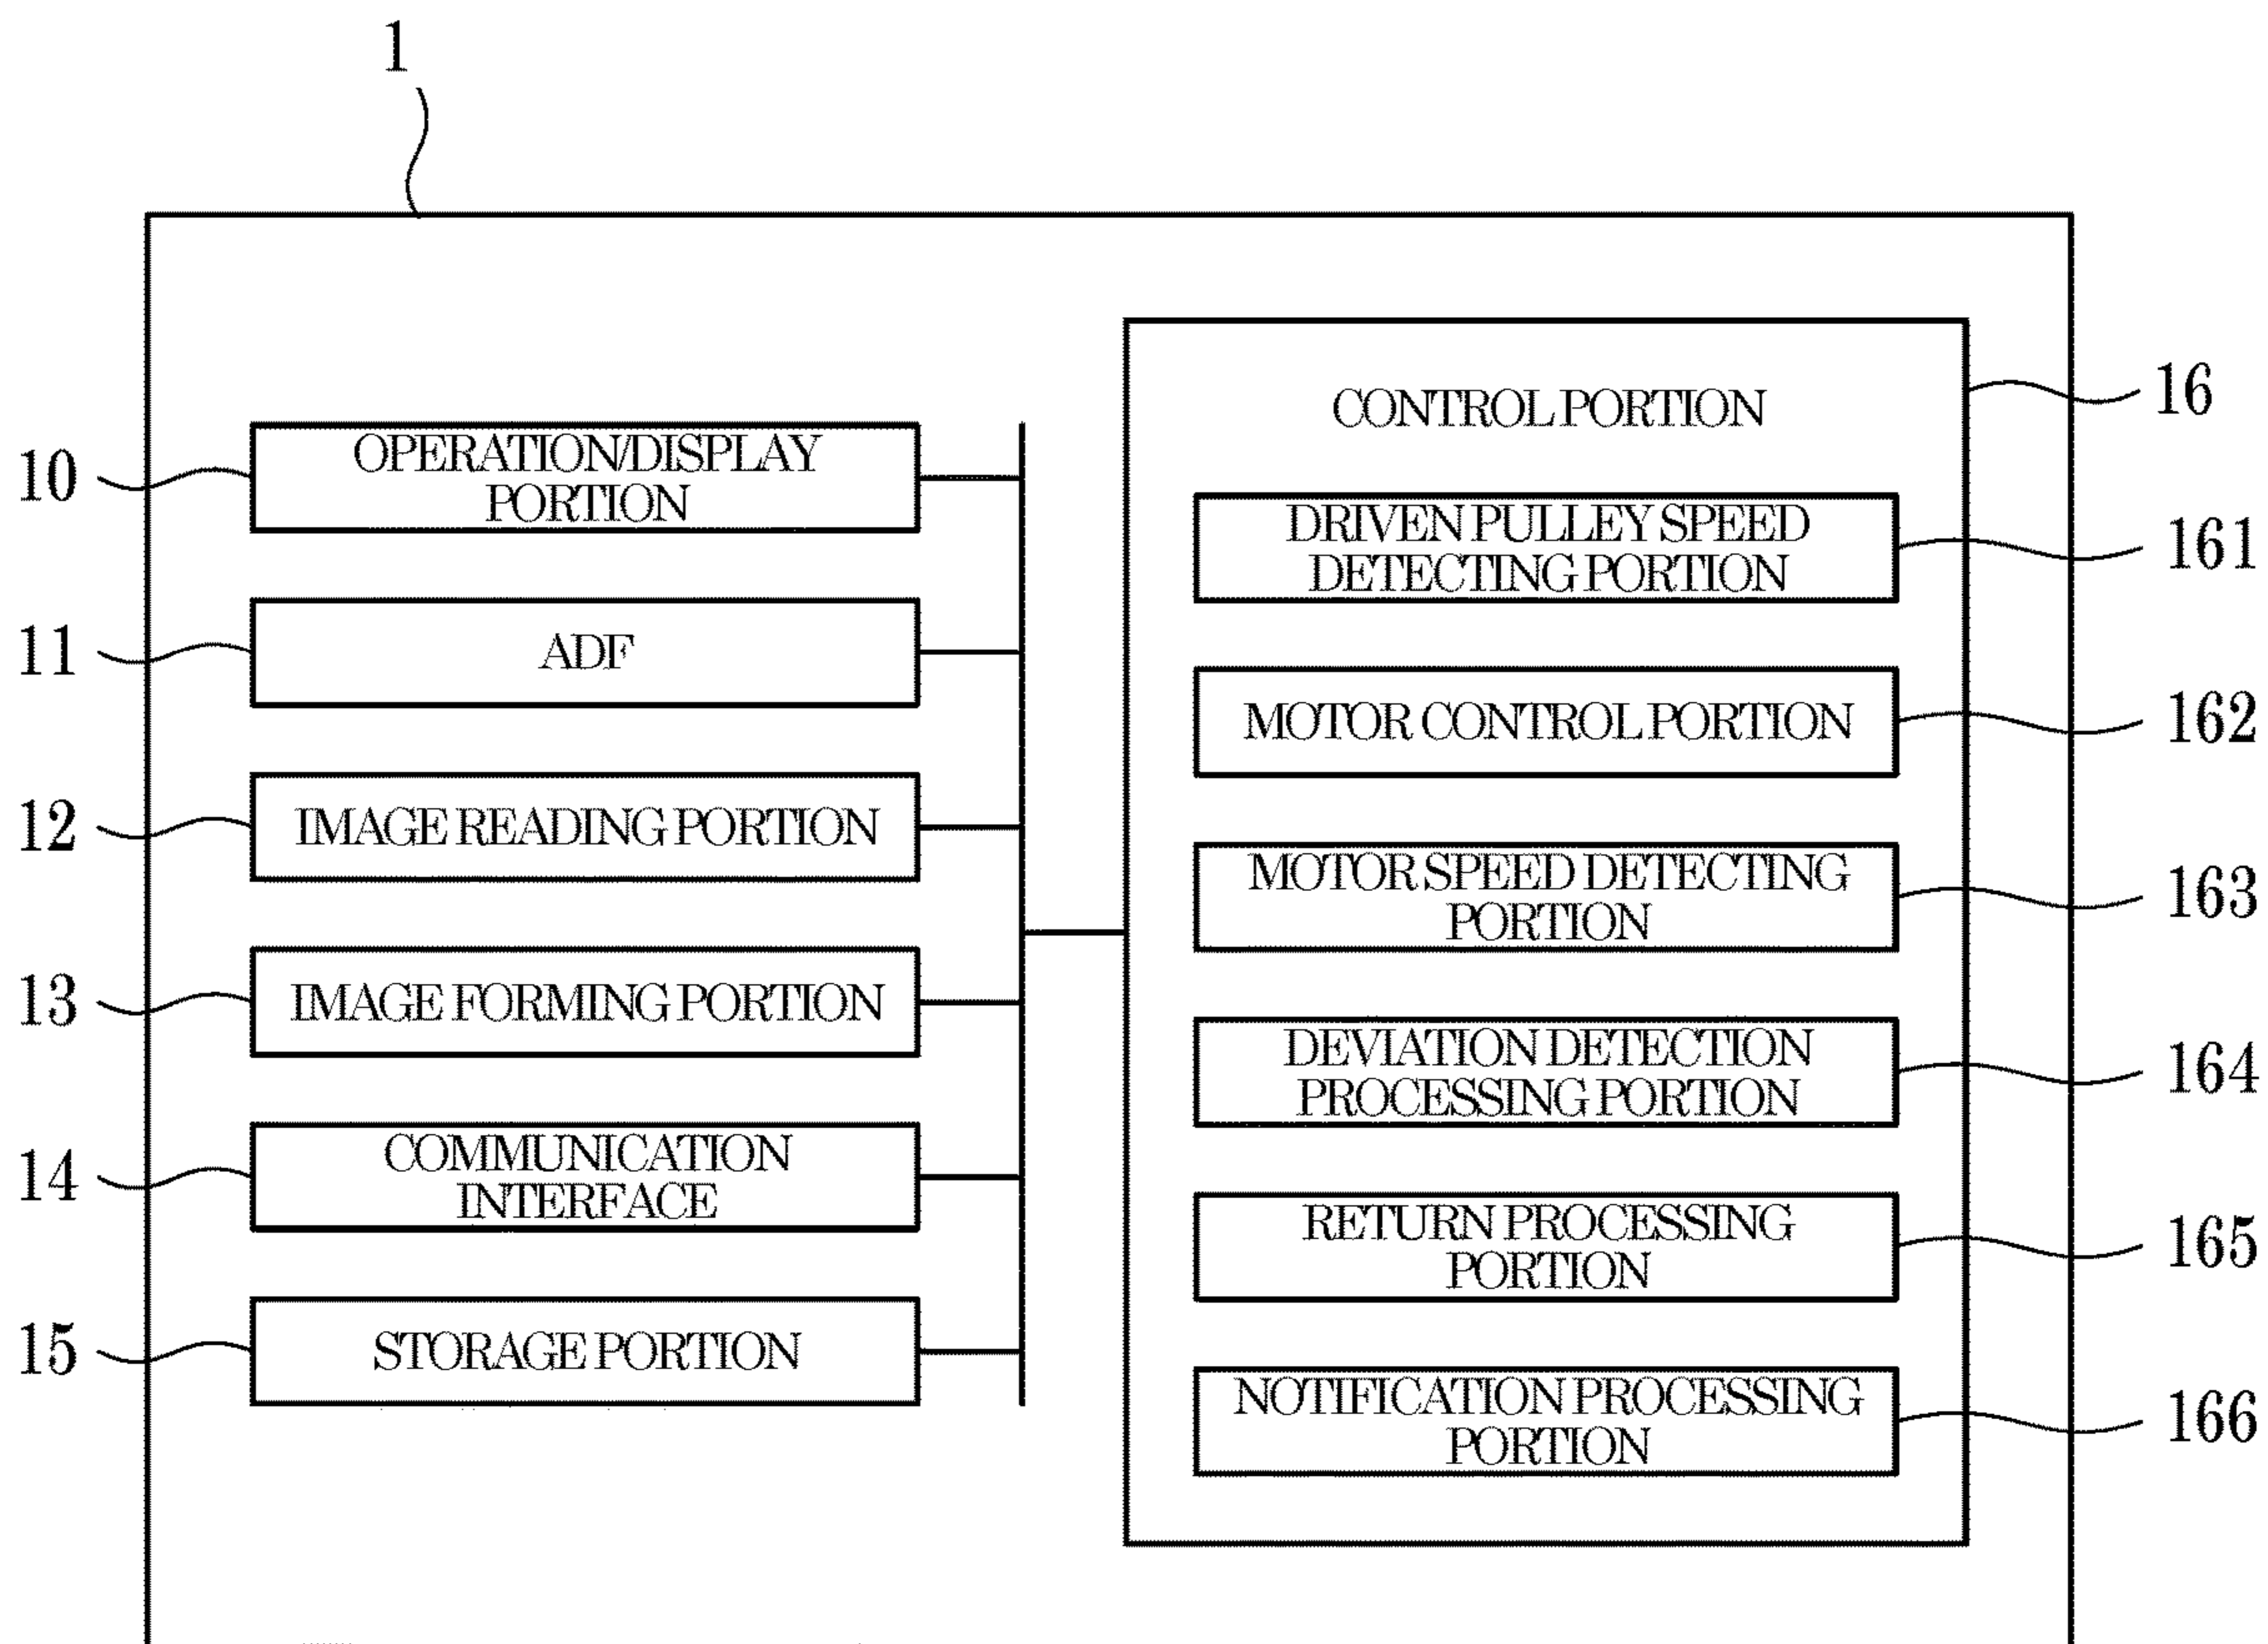 1
10
OPERATION/DISPLAY
PORTION
11
ADF
12
IMAGE READING PORTION
13
IMAGE FORMING PORTION
14
COMMUNICATION
INTERFACE
15
STORAGE PORTION
CONTROL PORTION
16
DRIVEN PULLEY SPEED
DETECTING PORTION
161
MOTOR CONTROL PORTION
162
MOTOR SPEED DETECTING
PORTION
163
DEVIATION DETECTION
PROCESSING PORTION
164
RETURN PROCESSING
PORTION
165
NOTIFICATION PROCESSING
PORTION
166